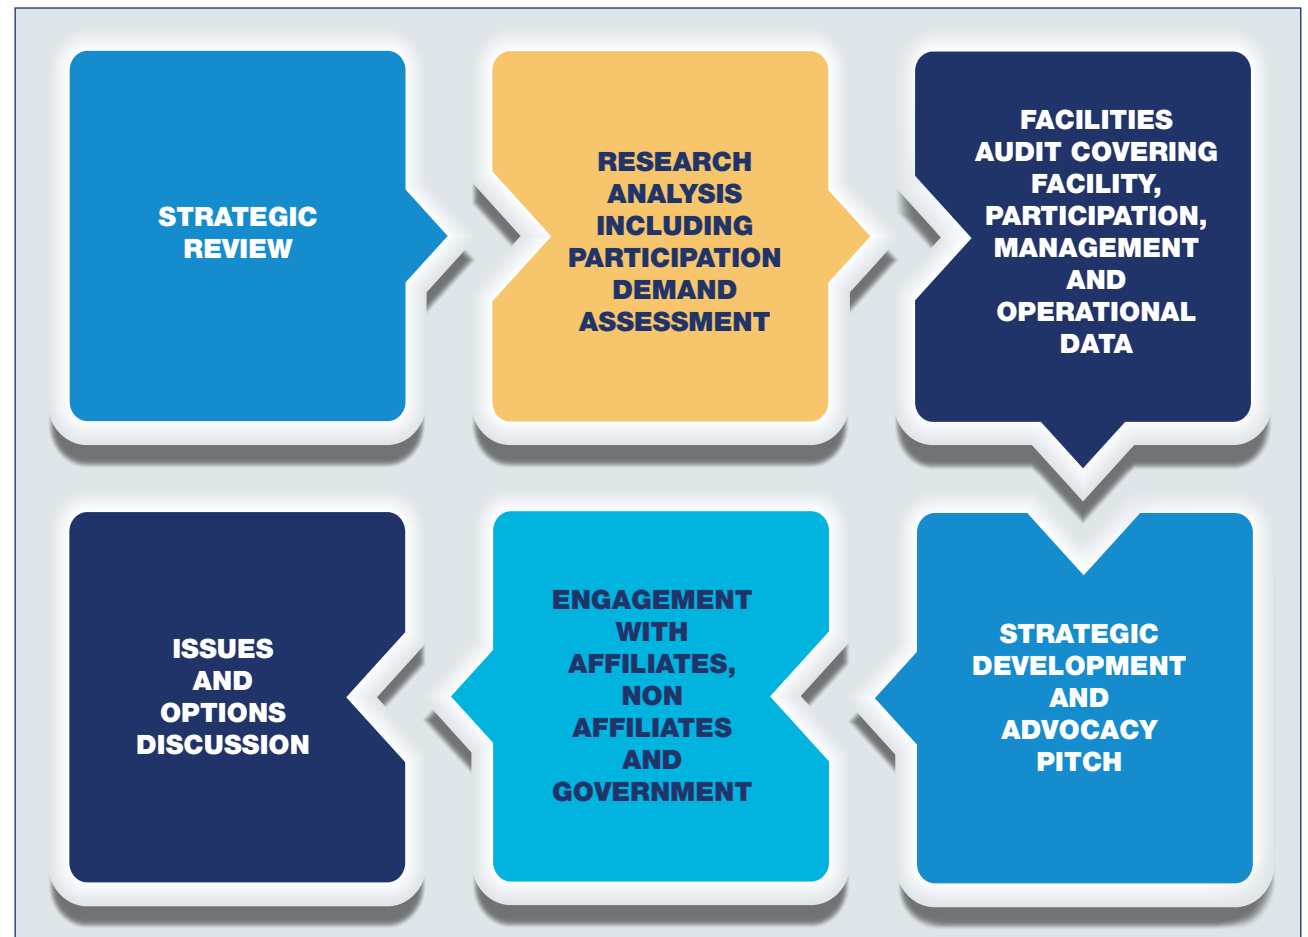 STRATEGIC
REVIEW
RESEARCH
ANALYSIS
INCLUDING
PARTICIPATION
DEMAND
ASSESSMENT
FACILITIES
AUDIT COVERING
FACILITY,
PARTICIPATION,
MANAGEMENT
AND
OPERATIONAL
DATA
STRATEGIC
DEVELOPMENT
AND
ADVOCACY
PITCH
ENGAGEMENT
WITH
AFFILIATES,
NON
AFFILIATES
AND
GOVERNMENT
ISSUES
AND
OPTIONS
DISCUSSION